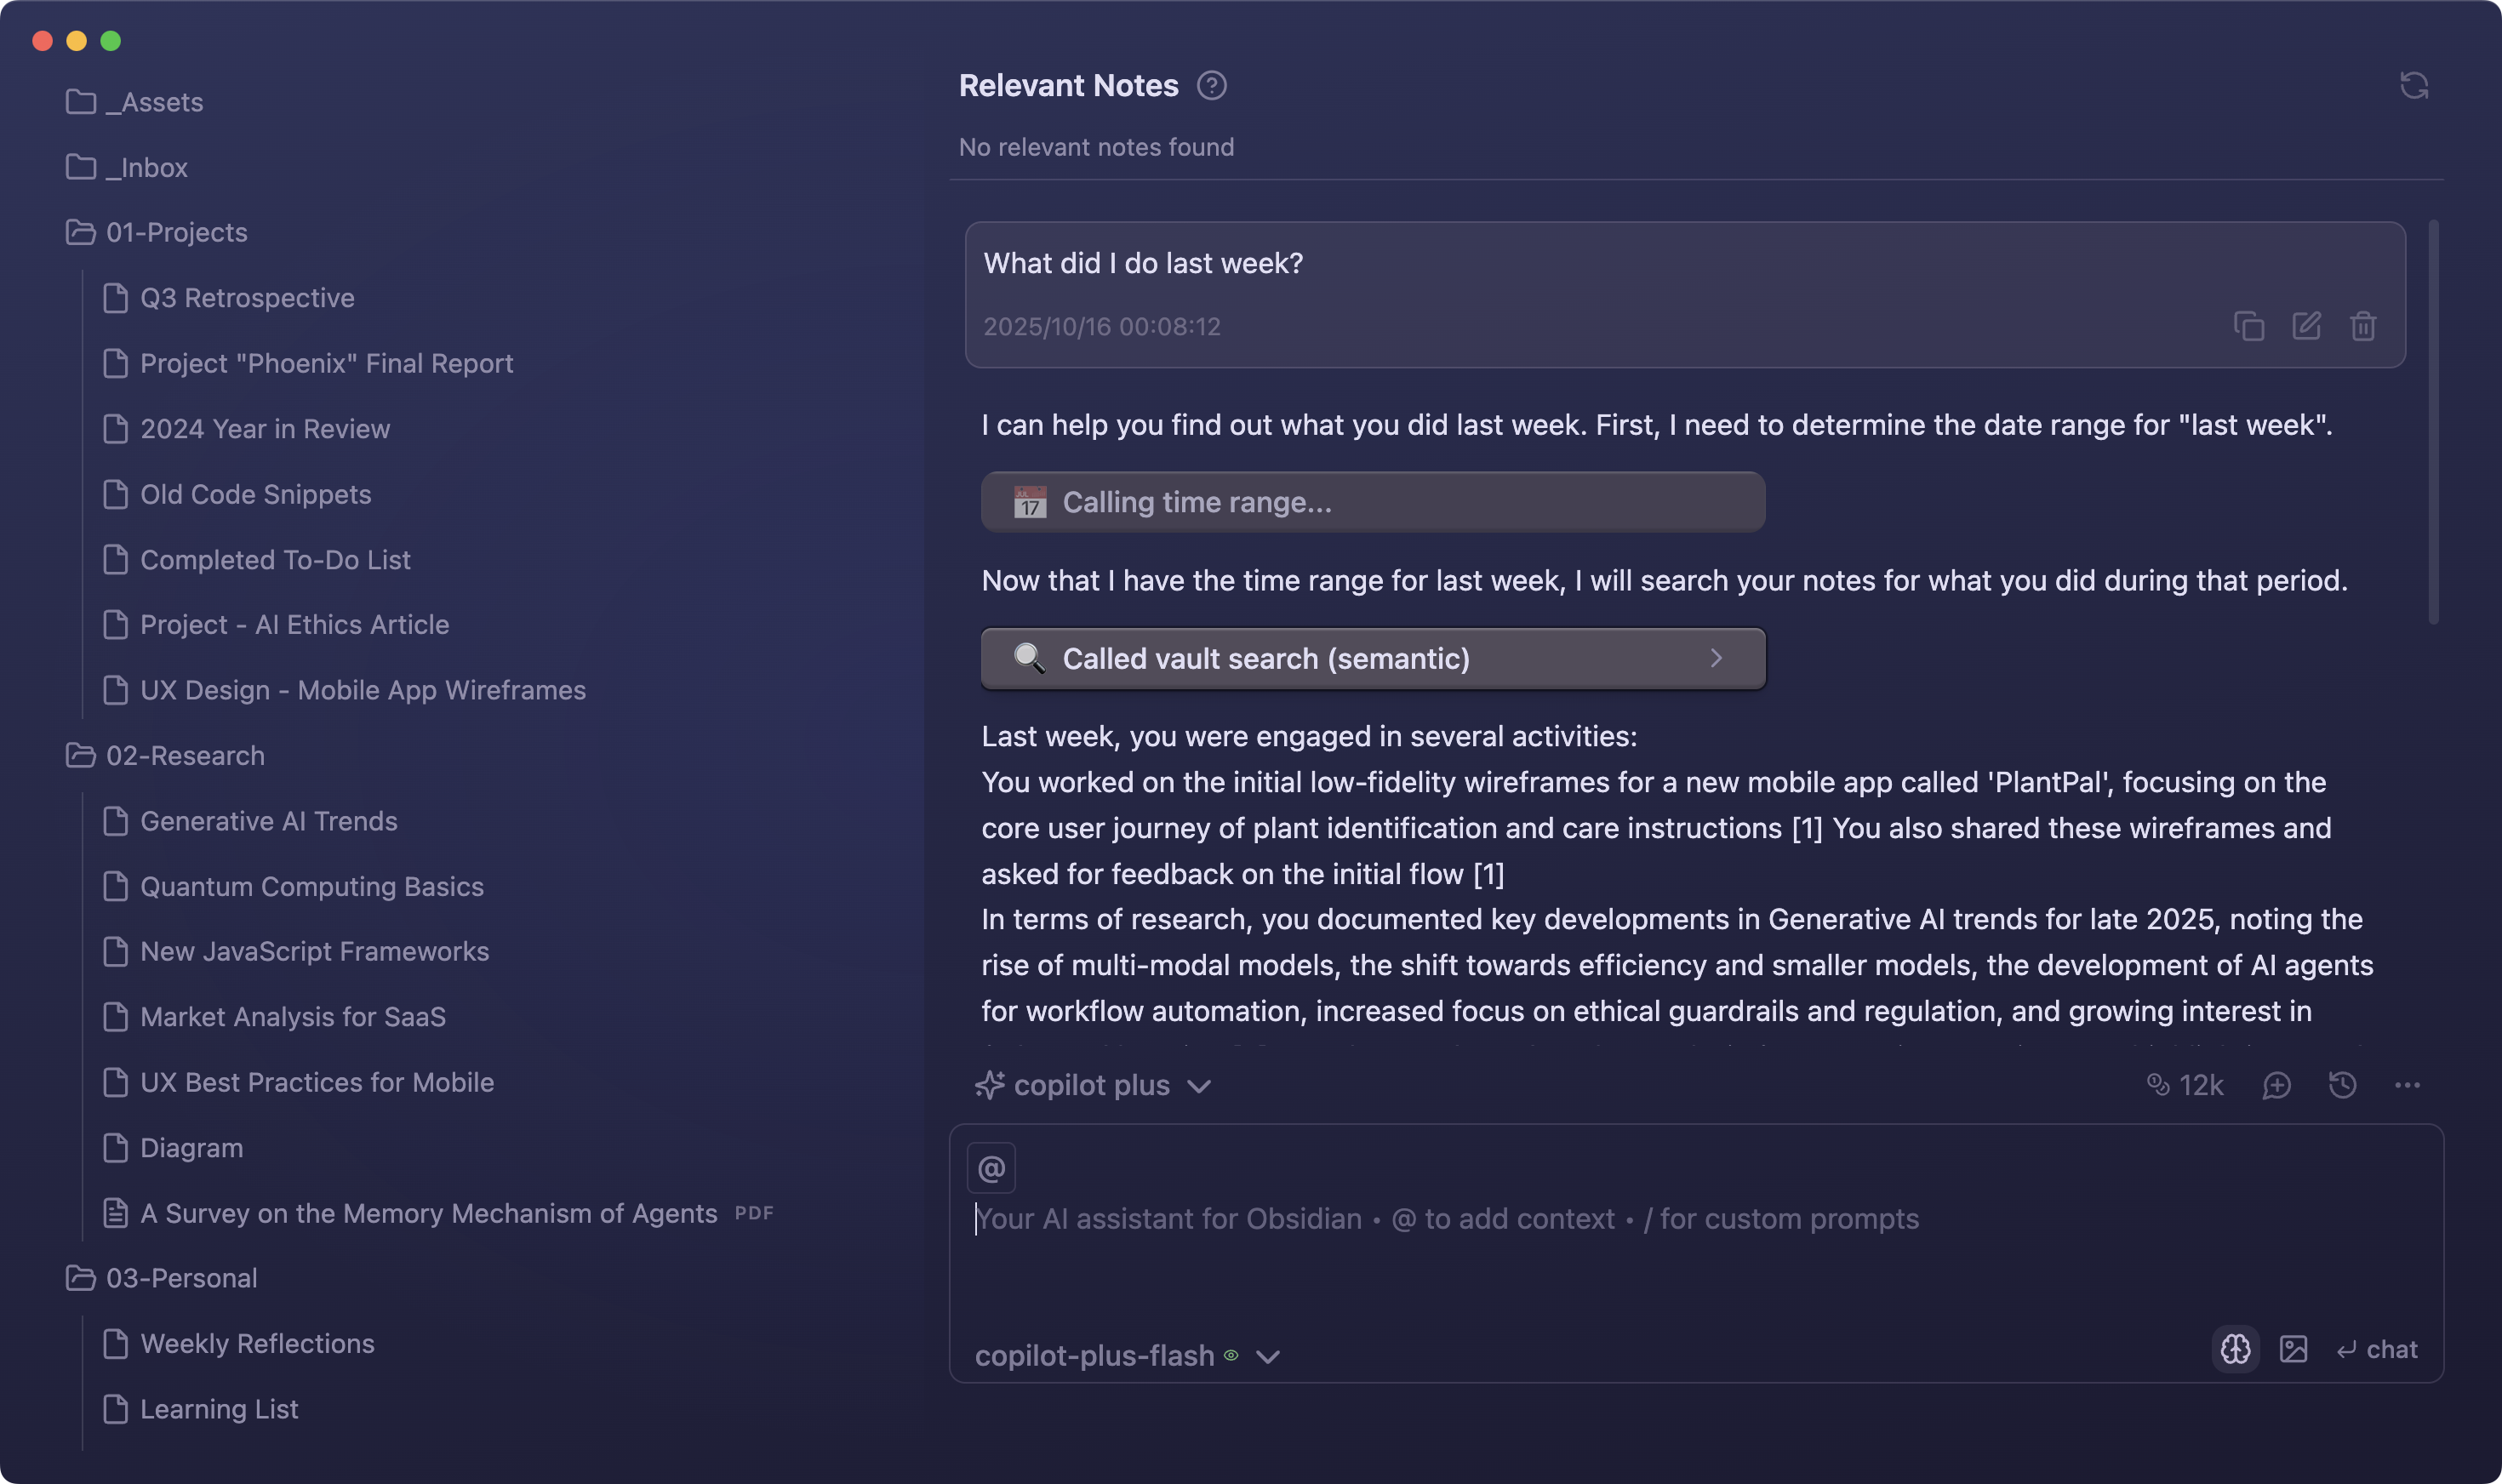 _Assets
_Inbox
01-Projects
Q3 Retrospective
Project "Phoenix" Final Report
2024 Year in Review
Old Code Snippets
Completed To-Do List
Project - AI Ethics Article
UX Design - Mobile App Wireframes
02-Research
Generative AI Trends
Quantum Computing Basics
New JavaScript Frameworks
Market Analysis for SaaS
UX Best Practices for Mobile
Diagram
A Survey on the Memory Mechanism of Agents PDF
03-Personal
Weekly Reflections
Learning List
Relevant Notes
No relevant notes found
What did I do last week?
2025/10/16 00:08:12
I can help you find out what you did last week. First, I need to determine the date range for "last week".
JUL 17 Calling time range...
Now that I have the time range for last week, I will search your notes for what you did during that period.
Called vault search (semantic)
Last week, you were engaged in several activities:
You worked on the initial low-fidelity wireframes for a new mobile app called 'PlantPal', focusing on the
core user journey of plant identification and care instructions [1] You also shared these wireframes and
asked for feedback on the initial flow [1]
In terms of research, you documented key developments in Generative AI trends for late 2025, noting the
rise of multi-modal models, the shift towards efficiency and smaller models, the development of AI agents
for workflow automation, increased focus on ethical guardrails and regulation, and growing interest in
copilot plus
12k
@
Your AI assistant for Obsidian • @ to add context • / for custom prompts
copilot-plus-flash
chat